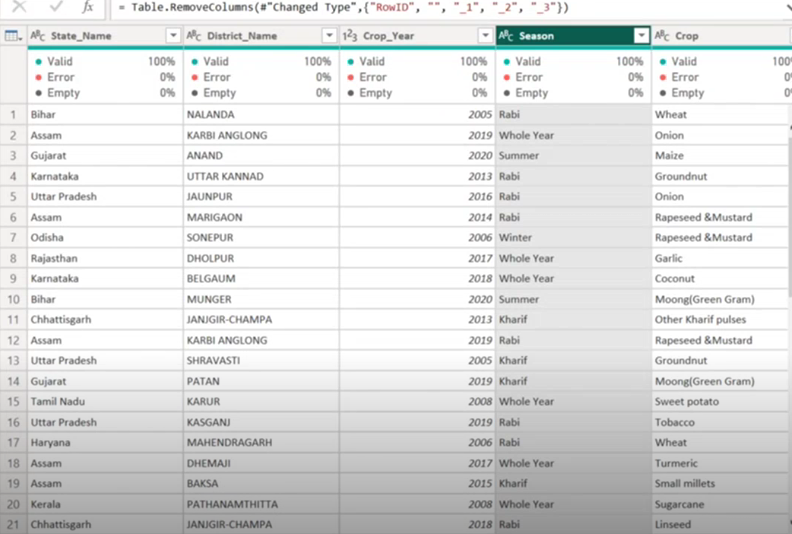 fx = Table.RemoveColumns(#"Changed Type",{"RowID", "", "_1", "_2", "_3"})
ABC State_Name ABC District_Name 123 Crop_Year ABC Season ABC Crop
Valid 100% Valid 100% Valid 100% Valid 100% Valid
Error 0% Error 0% Error 0% Error 0% Error
Empty 0% Empty 0% Empty 0% Empty 0% Empty
1 Bihar NALANDA 2005 Rabi Wheat
2 Assam KARBI ANGLONG 2019 Whole Year Onion
3 Gujarat ANAND 2020 Summer Maize
4 Karnataka UTTAR KANNAD 2013 Rabi Groundnut
5 Uttar Pradesh JAUNPUR 2016 Rabi Onion
6 Assam MARIGAON 2014 Rabi Rapeseed &Mustard
7 Odisha SONEPUR 2006 Winter Rapeseed &Mustard
8 Rajasthan DHOLPUR 2017 Whole Year Garlic
9 Karnataka BELGAUM 2018 Whole Year Coconut
10 Bihar MUNGER 2020 Summer Moong(Green Gram)
11 Chhattisgarh JANJGIR-CHAMPA 2013 Kharif Other Kharif pulses
12 Assam KARBI ANGLONG 2019 Rabi Rapeseed &Mustard
13 Uttar Pradesh SHRAVASTI 2005 Kharif Groundnut
14 Gujarat PATAN 2019 Kharif Moong(Green Gram)
15 Tamil Nadu KARUR 2008 Whole Year Sweet potato
16 Uttar Pradesh KASGANJ 2019 Rabi Tobacco
17 Haryana MAHENDRAGARH 2006 Rabi Wheat
18 Assam DHEMAJI 2017 Whole Year Turmeric
19 Assam BAKSA 2015 Kharif Small millets
20 Kerala PATHANAMTHITTA 2008 Whole Year Sugarcane
21 Chhattisgarh JANJGIR-CHAMPA 2018 Rabi Linseed